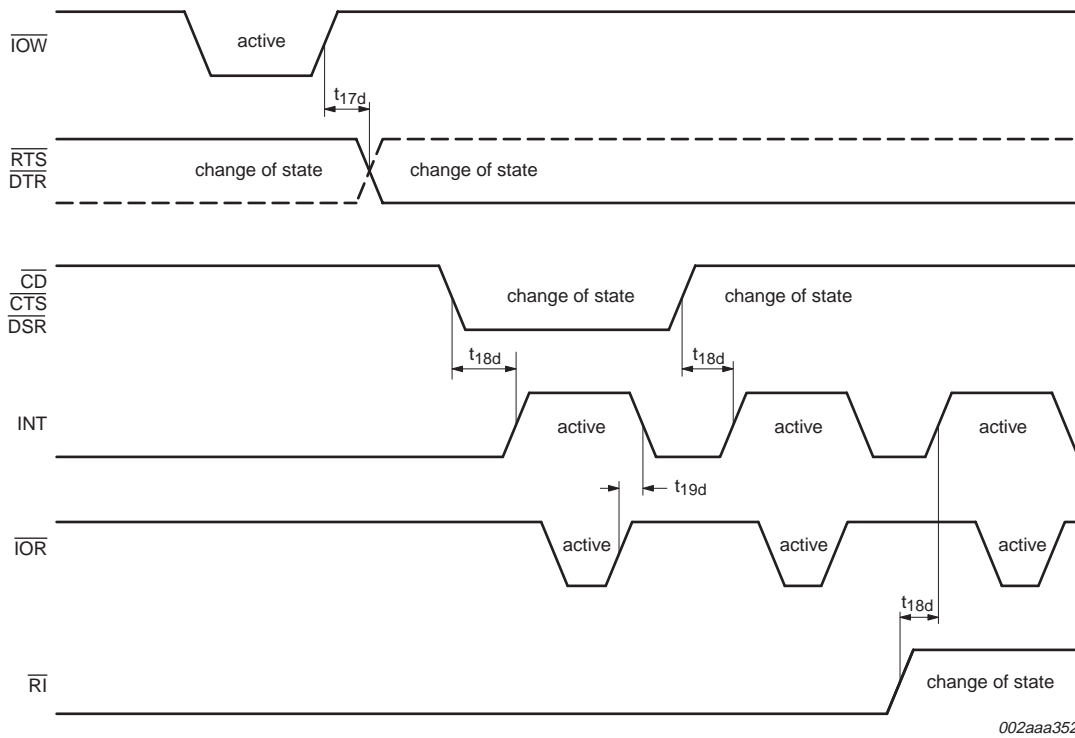 IOW
active
t17d
RTS
DTR
change of state
change of state
CD
CTS
DSR
change of state
change of state
t18d
t18d
INT
active
active
active
t19d
IOR
active
active
active
t18d
RI
change of state
002aaa352